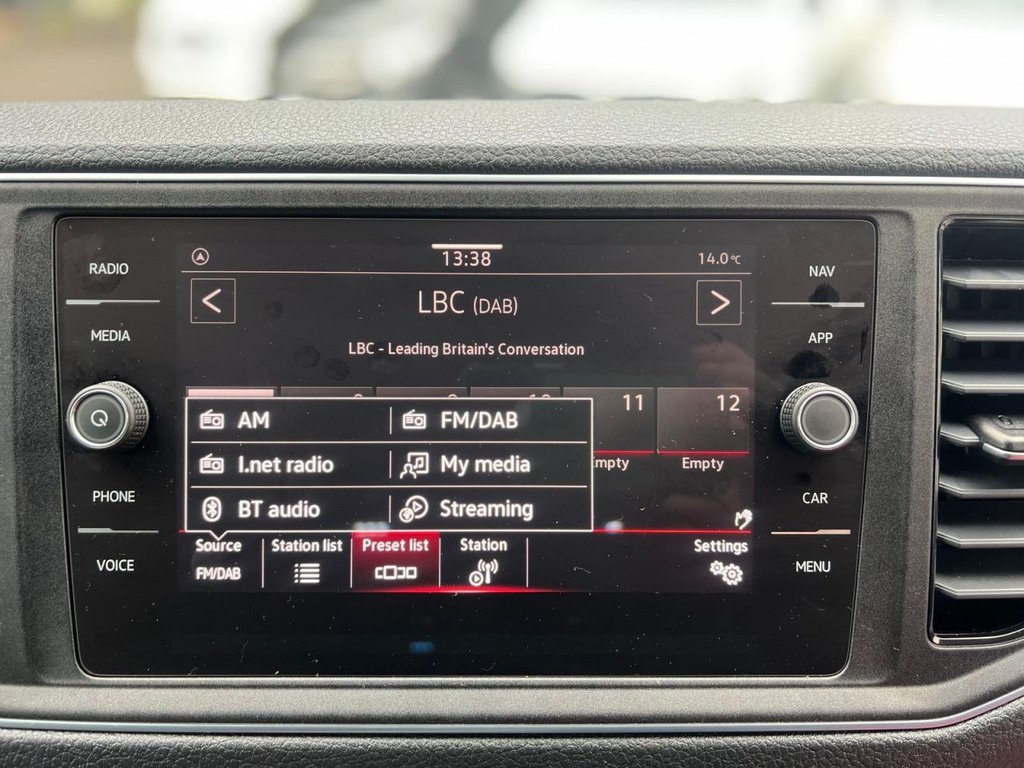 RADIO
MEDIA
PHONE
VOICE
13:38
14.0°C
LBC (DAB)
LBC - Leading Britain's Conversation
11
12
Empty
AM
FM/DAB
I.net radio
My media
BT audio
Streaming
Source
FM/DAB
Station list
Preset list
Station
Settings
NAV
APP
CAR
MENU